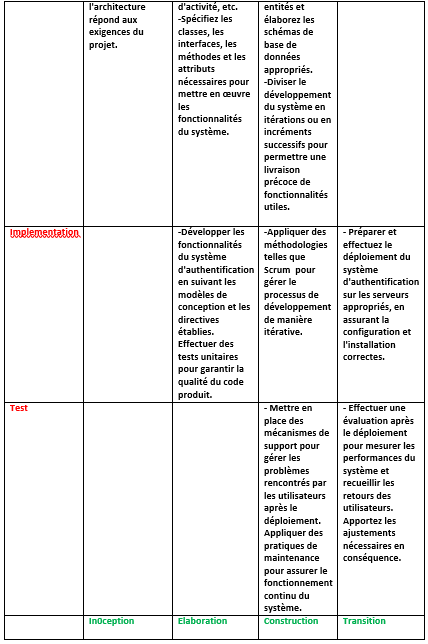 l'architecture
répond aux
exigences du
projet.
d'activité, etc.
-Spécifiez les
classes, les
interfaces, les
méthodes et les
attributs
nécessaires pour
mettre en œuvre
les
fonctionnalités
du système.
entités et
élaborez les
schémas de
base de
données
appropriés.
-Diviser le
développement
du système en
itérations ou en
incréments
successifs pour
permettre une
livraison
précoce de
fonctionnalités
utiles.
Implementation
-Développer les
fonctionnalités
du système
d'authentification
en suivant les
modèles de
conception et les
directives
établies.
Effectuer des
tests unitaires
pour garantir la
qualité du code
produit.
-Appliquer des
méthodologies
telles que
Scrum pour
gérer le
processus de
développement
de manière
itérative.
- Préparer et
effectuez le
déploiement du
système
d'authentification
sur les serveurs
appropriés, en
assurant la
configuration et
l'installation
correctes.
Test
- Mettre en
place des
mécanismes de
support pour
gérer les
problèmes
rencontrés par
les utilisateurs
après le
déploiement.
Appliquer des
pratiques de
maintenance
pour assurer le
fonctionnement
continu du
système.
- Effectuer une
évaluation après
le déploiement
pour mesurer les
performances du
système et
recueillir les
retours des
utilisateurs.
Apportez les
ajustements
nécessaires en
conséquence.
In0ception
Elaboration
Construction
Transition